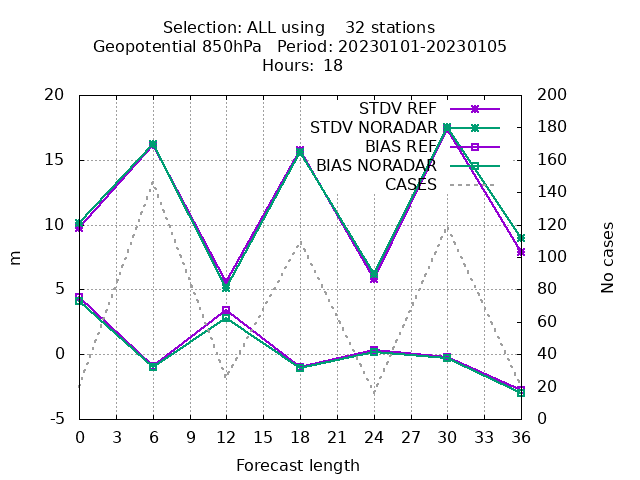 Selection: ALL using    32 stations
Geopotential 850hPa   Period: 20230101-20230105
Hours: 18
20 200
STDV REF
180
STDV NORADAR
BIAS REF
15 160
BIAS NORADAR
CASES
140
10 120
m No cases
100
5 80
60
0 40
20
-5 0
0 3 6 9 12 15 18 21 24 27 30 33 36
Forecast length